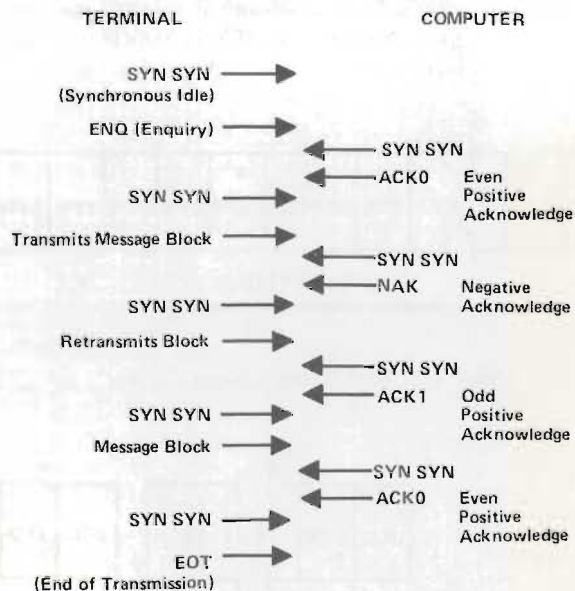 TERMINAL COMPUTER
SYN SYN
(Synchronous Idle)
ENQ (Enquiry)
SYN SYN
ACK0 Even
Positive
Acknowledge
SYN SYN
Transmits Message Block
SYN SYN
NAK Negative
Acknowledge
SYN SYN
Retransmits Block
SYN SYN
ACK1 Odd
Positive
Acknowledge
SYN SYN
Message Block
SYN SYN
ACK0 Even
Positive
Acknowledge
SYN SYN
EOT
(End of Transmission)